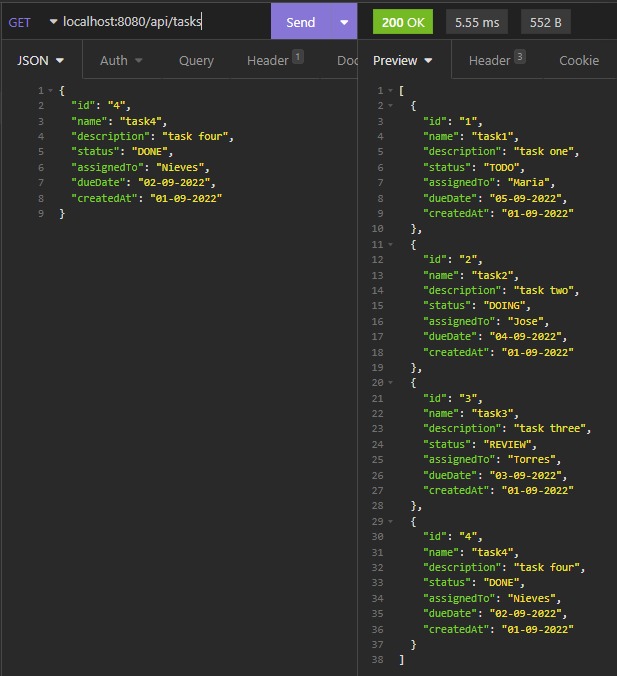 GET localhost:8080/api/tasks Send
200 OK 5.55 ms 552 B
JSON Auth Query Header 1 Doc
1 {
2 "id": "4",
3 "name": "task4",
4 "description": "task four",
5 "status": "DONE",
6 "assignedTo": "Nieves",
7 "dueDate": "02-09-2022",
8 "createdAt": "01-09-2022"
9 }
Preview Header 3 Cookie
1 [
2 {
3 "id": "1",
4 "name": "task1",
5 "description": "task one",
6 "status": "TODO",
7 "assignedTo": "Maria",
8 "dueDate": "05-09-2022",
9 "createdAt": "01-09-2022"
10 },
11 {
12 "id": "2",
13 "name": "task2",
14 "description": "task two",
15 "status": "DOING",
16 "assignedTo": "Jose",
17 "dueDate": "04-09-2022",
18 "createdAt": "01-09-2022"
19 },
20 {
21 "id": "3",
22 "name": "task3",
23 "description": "task three",
24 "status": "REVIEW",
25 "assignedTo": "Torres",
26 "dueDate": "03-09-2022",
27 "createdAt": "01-09-2022"
28 },
29 {
30 "id": "4",
31 "name": "task4",
32 "description": "task four",
33 "status": "DONE",
34 "assignedTo": "Nieves",
35 "dueDate": "02-09-2022",
36 "createdAt": "01-09-2022"
37 }
38 ]